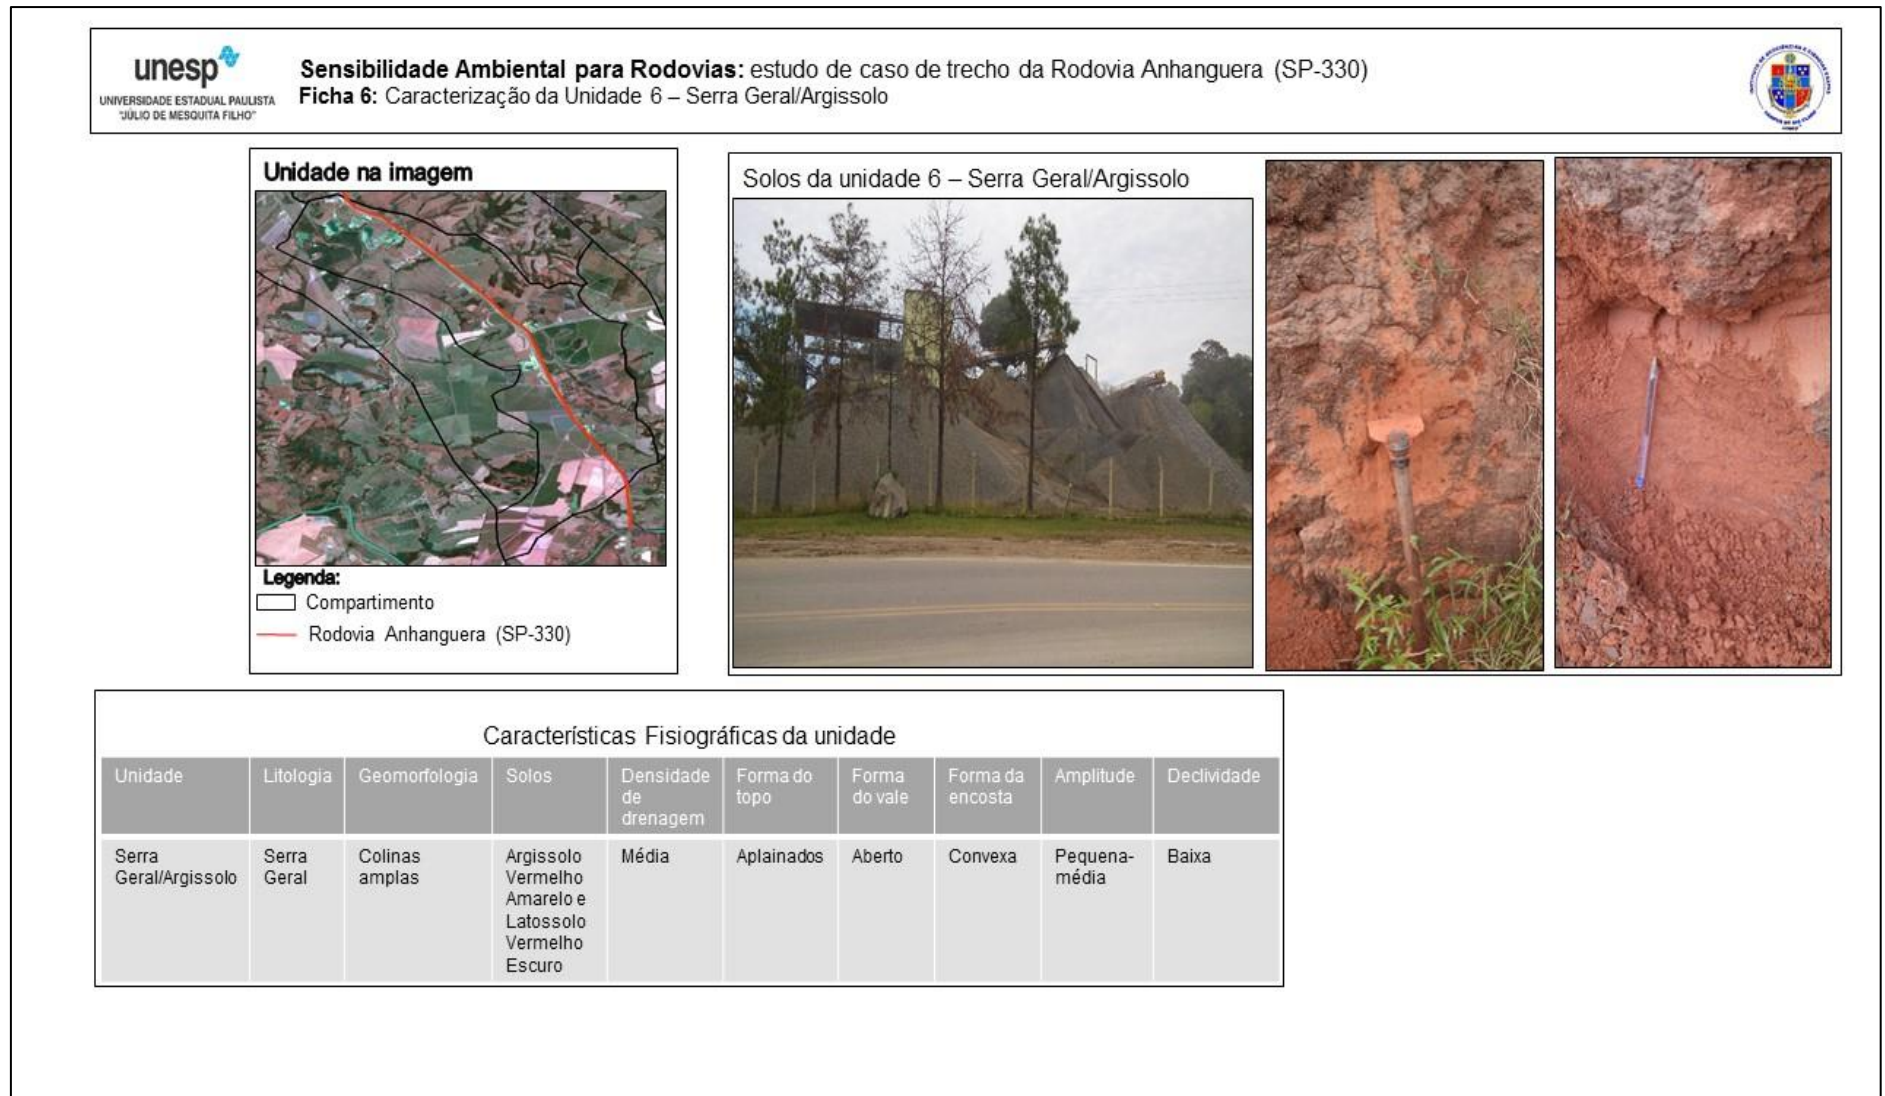 unesp
UNIVERSIDADE ESTADUAL PAULISTA
"JÚLIO DE MESQUITA FILHO"
Sensibilidade Ambiental para Rodovias: estudo de caso de trecho da Rodovia Anhanguera (SP-330)
Ficha 6: Caracterização da Unidade 6 – Serra Geral/Argissolo
Unidade na imagem
Legenda:
Compartimento
Rodovia Anhanguera (SP-330)
Solos da unidade 6 – Serra Geral/Argissolo
Características Fisiográficas da unidade
Unidade
Litologia
Geomorfologia
Solos
Densidade
de
drenagem
Forma do
topo
Forma
do vale
Forma da
encosta
Amplitude
Declividade
Serra
Geral/Argissolo
Serra
Geral
Colinas
amplas
Argissolo
Vermelho
Amarelo e
Latossolo
Vermelho
Escuro
Média
Aplainados
Aberto
Convexa
Pequena-
média
Baixa